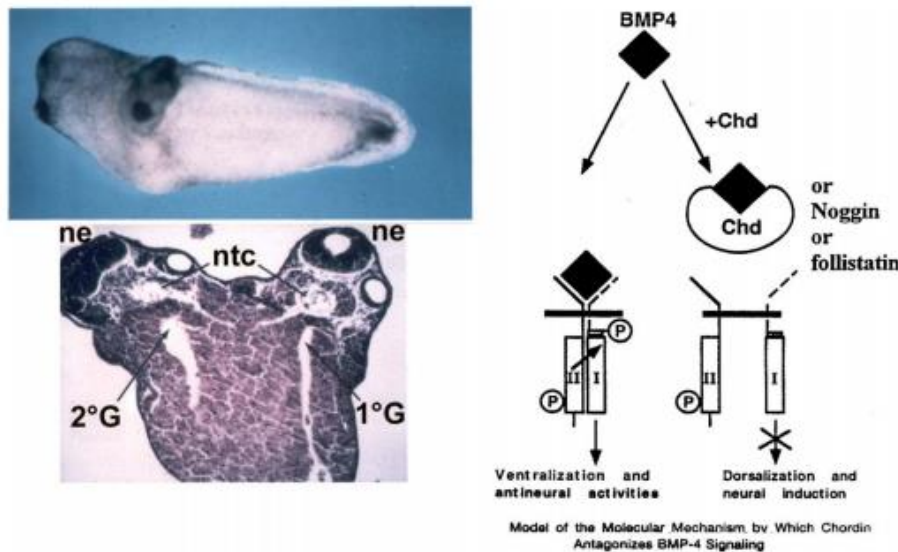 ne
ne
ntc
2°G
1°G
BMP4
+Chd
Chd
or
Noggin
or
follistatin
P
II
I
P
II
I
P
Ventralization and
antineural activities
Dorsalization and
neural induction
Model of the Molecular Mechanism by Which Chordin
Antagonizes BMP-4 Signaling